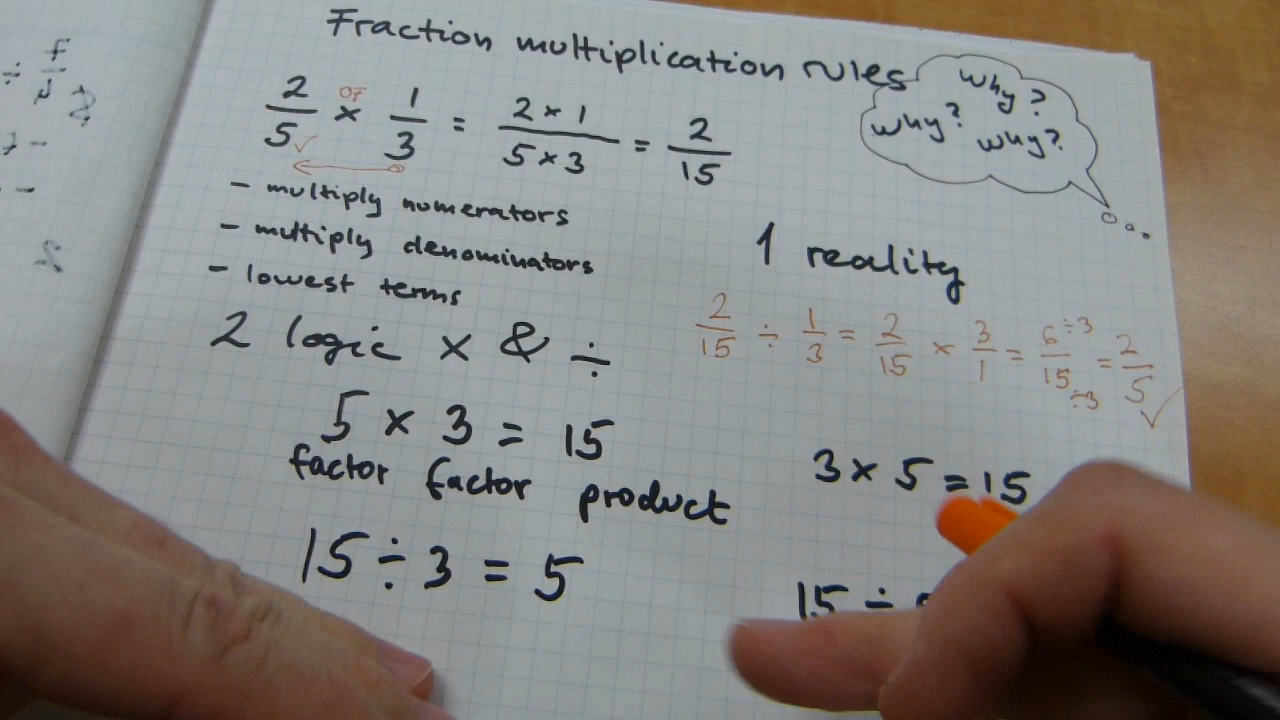 Fraction multiplication rules
why?
why? why?
2/5 × 1/3 = 2 × 1/5 × 3 = 2/15
of
- multiply numerators
- multiply denominators
- lowest terms
1 reality
2 logic × & ÷
2/15 ÷ 1/3 = 2/15 × 3/1 = 6÷3/15÷3 = 2/5 ✓
5 × 3 = 15
factor factor product
3 × 5 = 15
15 ÷ 3 = 5
15 ÷